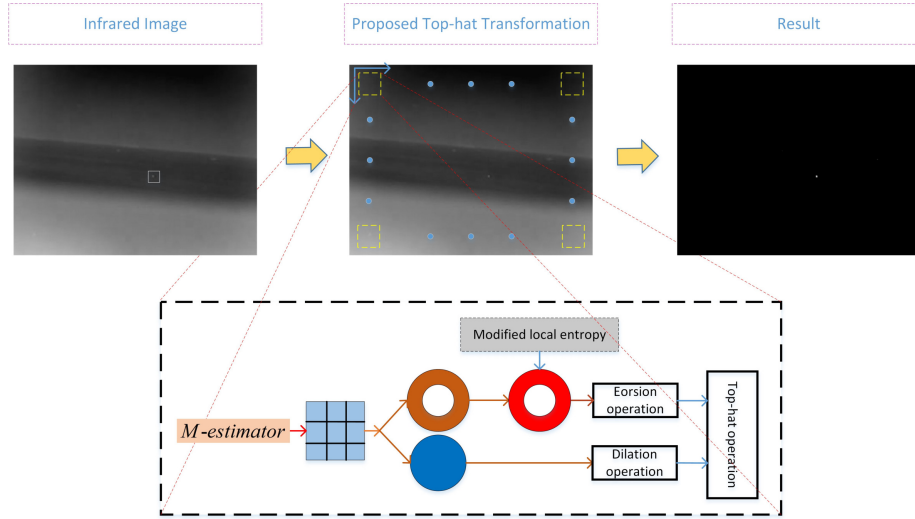 Infrared Image
Proposed Top-hat Transformation
Result
Modified local entropy
M-estimator
Eorsion
operation
Dilation
operation
Top-hat operation